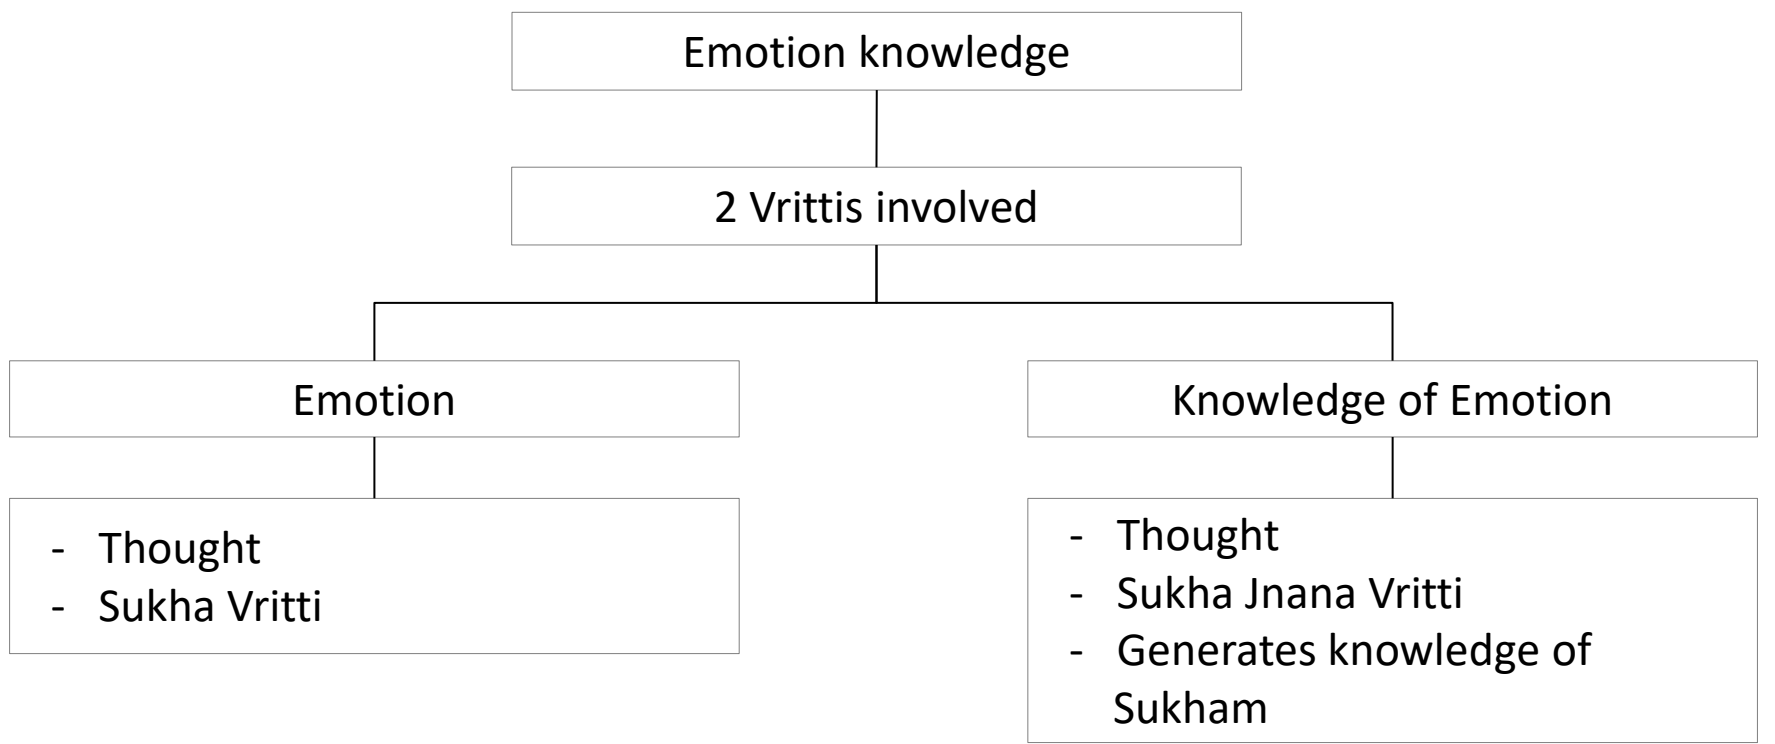 Emotion knowledge
2 Vrittis involved
Emotion
- Thought
- Sukha Vritti
Knowledge of Emotion
- Thought
- Sukha Jnana Vritti
- Generates knowledge of
Sukham